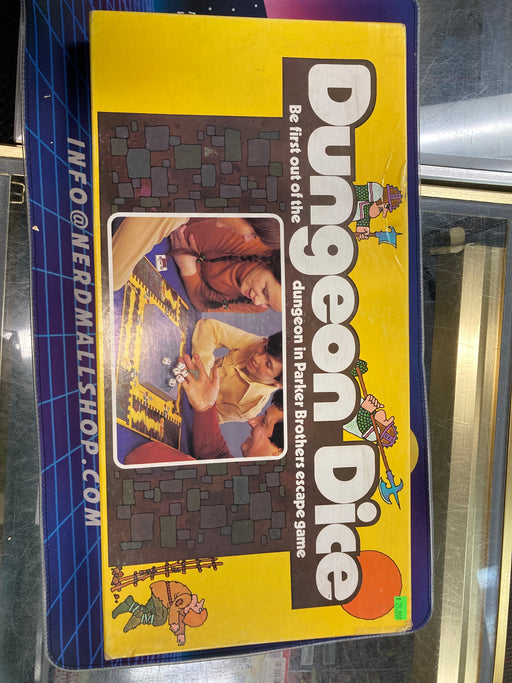 Dungeon Dice
Be first out of the dungeon in Parker Brothers escape game
INFO@NERDMALLSHOP.COM